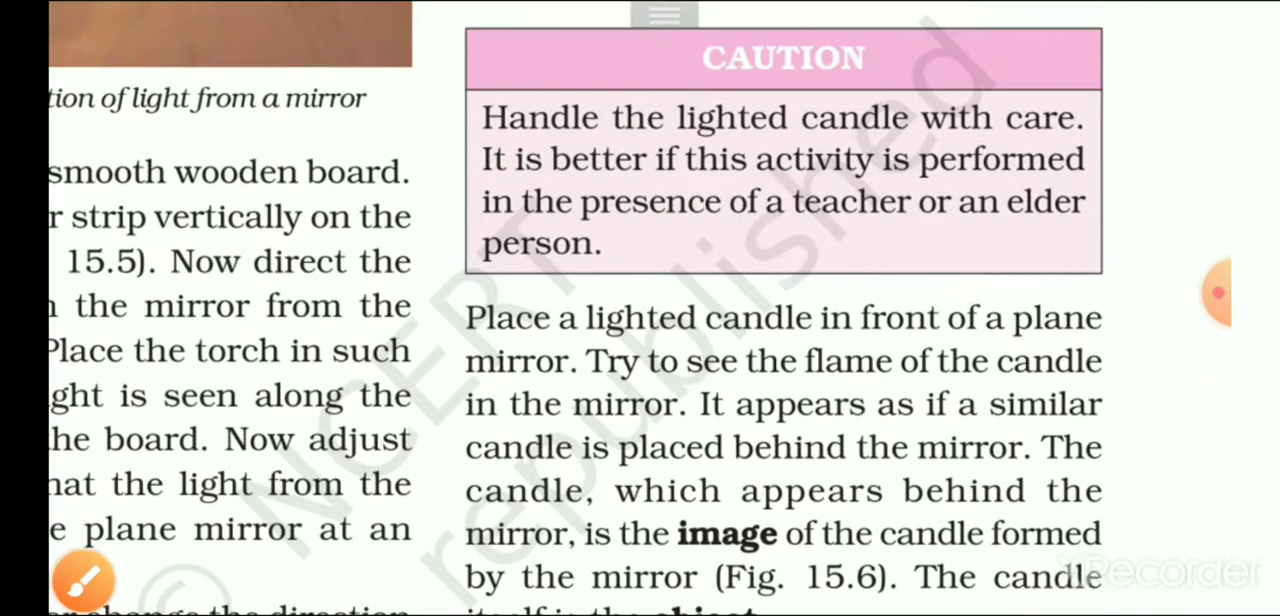 tion of light from a mirror
smooth wooden board.
strip vertically on the
15.5). Now direct the
the mirror from the
Place the torch in such
is seen along the
the board. Now adjust
the light from the
plane mirror at an
CAUTION
Handle the lighted candle with care.
It is better if this activity is performed
in the presence of a teacher or an elder
person.
Place a lighted candle in front of a plane
mirror. Try to see the flame of the candle
in the mirror. It appears as if a similar
candle is placed behind the mirror. The
candle, which appears behind the
mirror, is the image of the candle formed
by the mirror (Fig. 15.6). The candle
© NCERT
republished
XRecorder